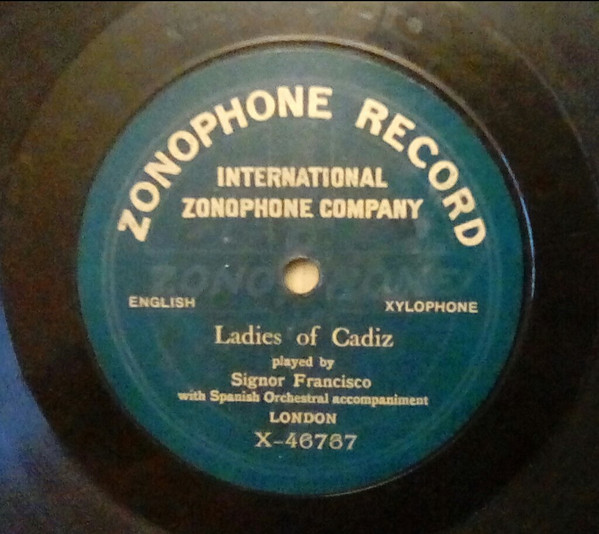 ZONOPHONE RECORD
INTERNATIONAL
ZONOPHONE COMPANY
ZONOPHONE
ENGLISH
XYLOPHONE
Ladies of Cadiz
played by
Signor Francisco
with Spanish Orchestral accompaniment
LONDON
X-46767